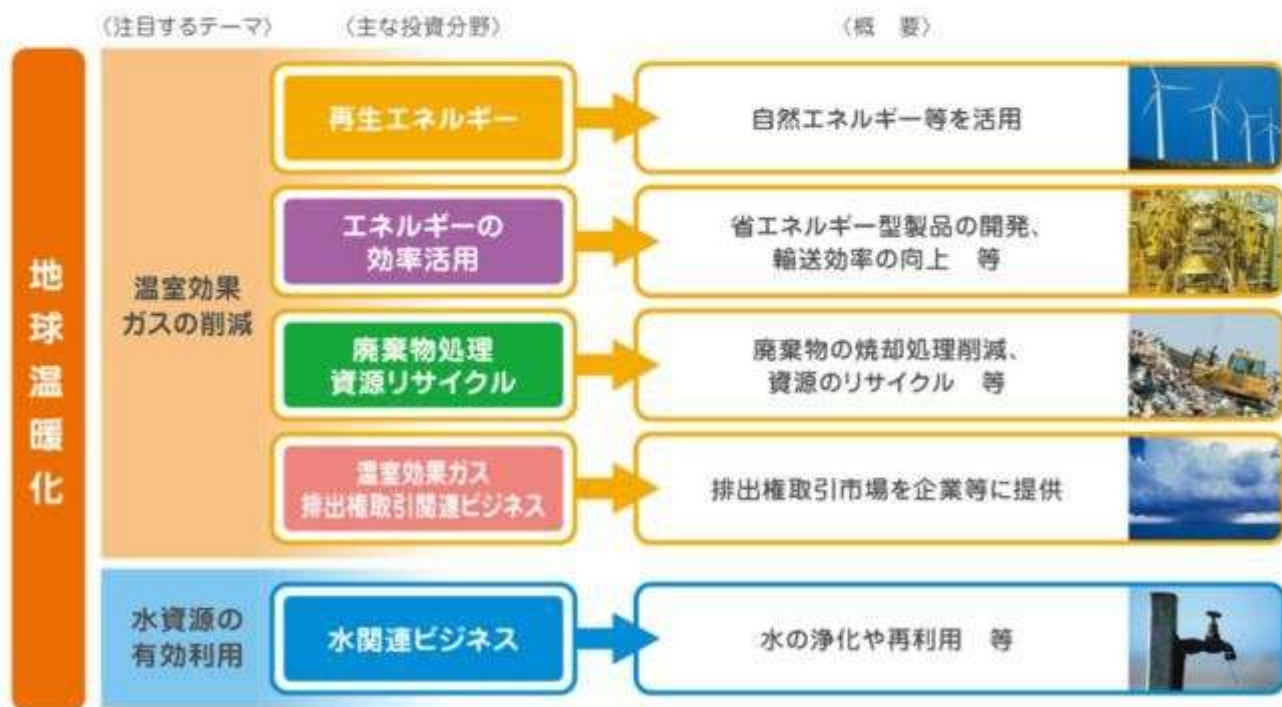 〈注目するテーマ〉 〈主な投資分野〉 〈概 要〉
地球温暖化
温室効果
ガスの削減
再生エネルギー
自然エネルギー等を活用
エネルギーの
効率活用
省エネルギー型製品の開発、
輸送効率の向上 等
廃棄物処理
資源リサイクル
廃棄物の焼却処理削減、
資源のリサイクル 等
温室効果ガス
排出権取引関連ビジネス
排出権取引市場を企業等に提供
水資源の
有効利用
水関連ビジネス
水の浄化や再利用 等